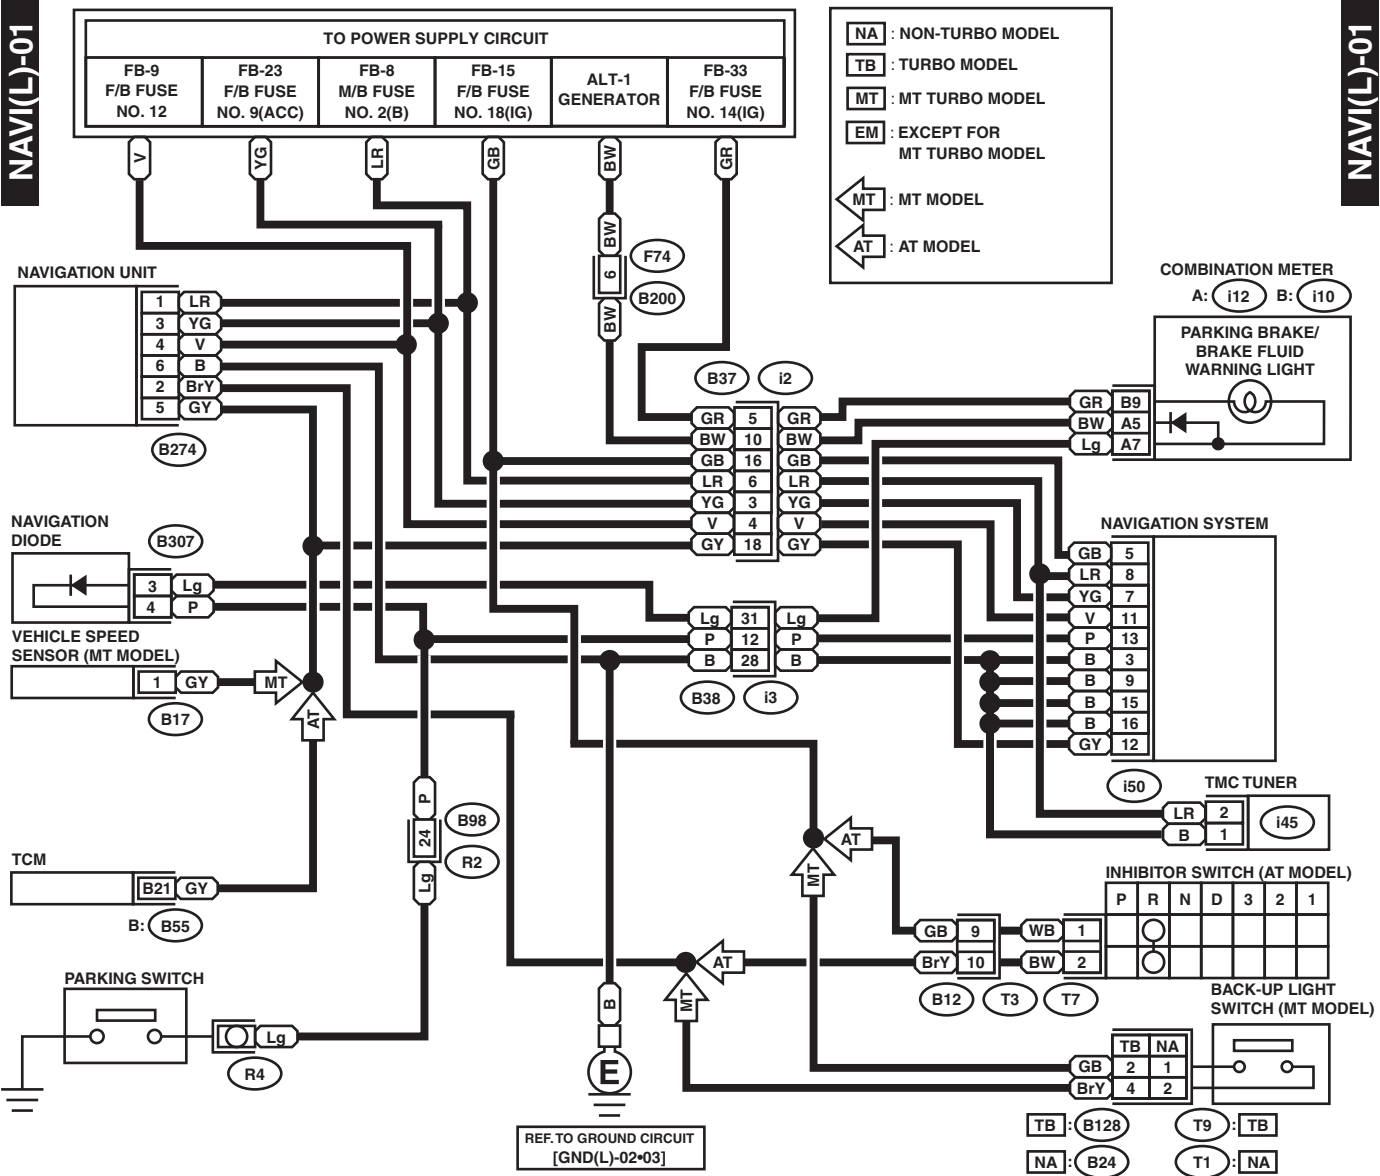 NAVI(L)-01
NAVI(L)-01
TO POWER SUPPLY CIRCUIT
FB-9
F/B FUSE
NO. 12
FB-23
F/B FUSE
NO. 9(ACC)
FB-8
M/B FUSE
NO. 2(B)
FB-15
F/B FUSE
NO. 18(IG)
ALT-1
GENERATOR
FB-33
F/B FUSE
NO. 14(IG)
V
YG
LR
GB
BW
GR
NA : NON-TURBO MODEL
TB : TURBO MODEL
MT : MT TURBO MODEL
EM : EXCEPT FOR
MT TURBO MODEL
MT : MT MODEL
AT : AT MODEL
BW
6
BW
F74
B200
NAVIGATION UNIT
1 LR
3 YG
4 V
6 B
2 BrY
5 GY
B274
COMBINATION METER
A: i12 B: i10
PARKING BRAKE/
BRAKE FLUID
WARNING LIGHT
GR B9
BW A5
Lg A7
B37 i2
GR 5 GR
BW 10 BW
GB 16 GB
LR 6 LR
YG 3 YG
V 4 V
GY 18 GY
NAVIGATION
DIODE
B307
3 Lg
4 P
Lg 31 Lg
P 12 P
B 28 B
B38 i3
NAVIGATION SYSTEM
GB 5
LR 8
YG 7
V 11
P 13
B 3
B 9
B 15
B 16
GY 12
i50
VEHICLE SPEED
SENSOR (MT MODEL)
1 GY
MT
B17
AT
TMC TUNER
LR 2
B 1
i45
P
24
Lg
B98
R2
TCM
B21 GY
B: B55
AT
MT
INHIBITOR SWITCH (AT MODEL)
P R N D 3 2 1
GB 9 WB 1
BrY 10 BW 2
B12 T3 T7
AT
MT
PARKING SWITCH
Lg
R4
B
E
REF. TO GROUND CIRCUIT
[GND(L)-02•03]
BACK-UP LIGHT
SWITCH (MT MODEL)
TB NA
GB 2 1
BrY 4 2
TB : B128
T9 : TB
NA : B24
T1 : NA